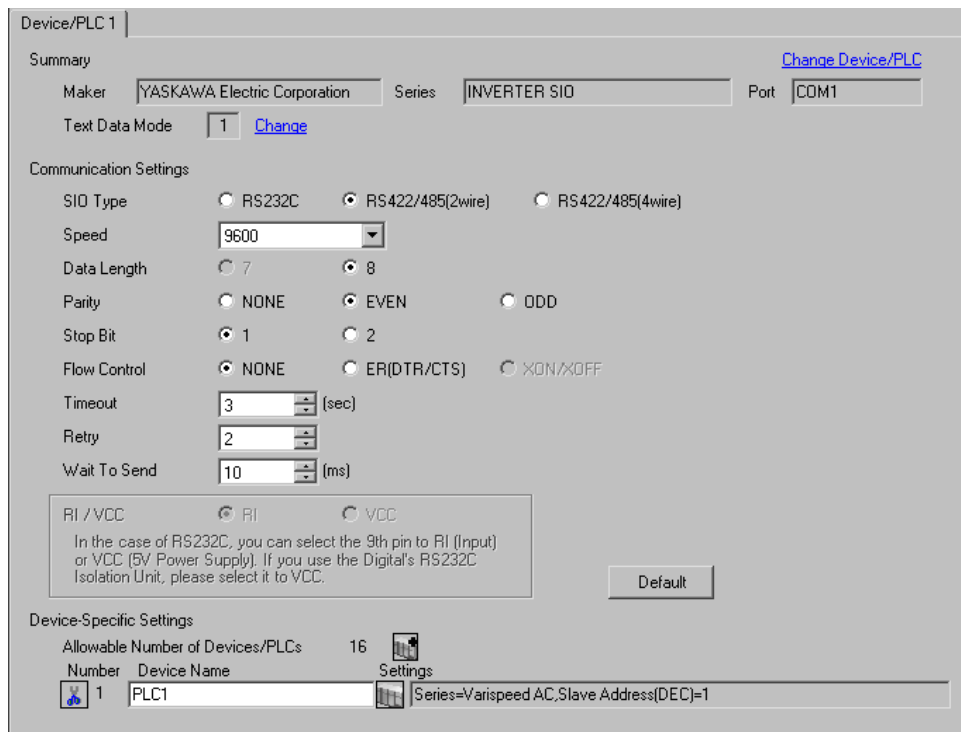 Device/PLC 1
Summary Change Device/PLC
Maker YASKAWA Electric Corporation Series INVERTER SIO Port COM1
Text Data Mode 1 Change
Communication Settings
SIO Type RS232C RS422/485(2wire) RS422/485(4wire)
Speed 9600
Data Length 7 8
Parity NONE EVEN ODD
Stop Bit 1 2
Flow Control NONE ER(DTR/CTS) XON/XOFF
Timeout 3 (sec)
Retry 2
Wait To Send 10 (ms)
RI / VCC RI VCC
In the case of RS232C, you can select the 9th pin to RI (Input)
or VCC (5V Power Supply). If you use the Digital's RS232C
Isolation Unit, please select it to VCC.
Default
Device-Specific Settings
Allowable Number of Devices/PLCs 16
Number Device Name Settings
1 PLC1 Series=Varispeed AC,Slave Address(DEC)=1